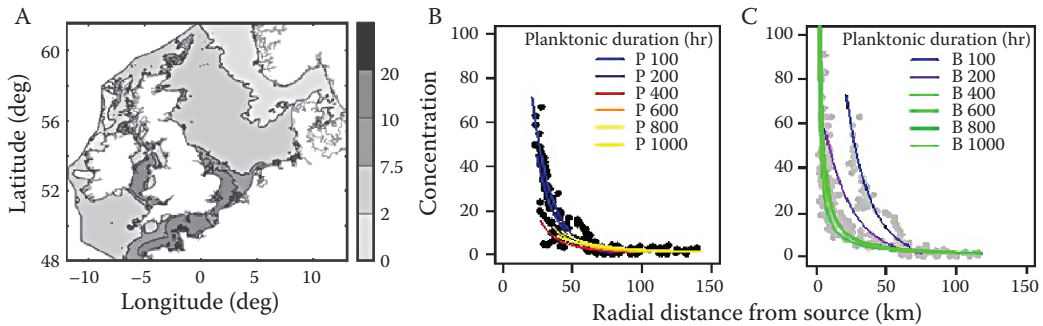 A
60
56
52
48
−10
−5
0
5
10
Latitude (deg)
Longitude (deg)
20
10
7.5
2
0
B
100
80
60
40
20
0
Concentration
Planktonic duration (hr)
P 100
P 200
P 400
P 600
P 800
P 1000
0
50
100
150
C
100
80
60
40
20
0
Planktonic duration (hr)
B 100
B 200
B 400
B 600
B 800
B 1000
0
50
100
150
Radial distance from source (km)